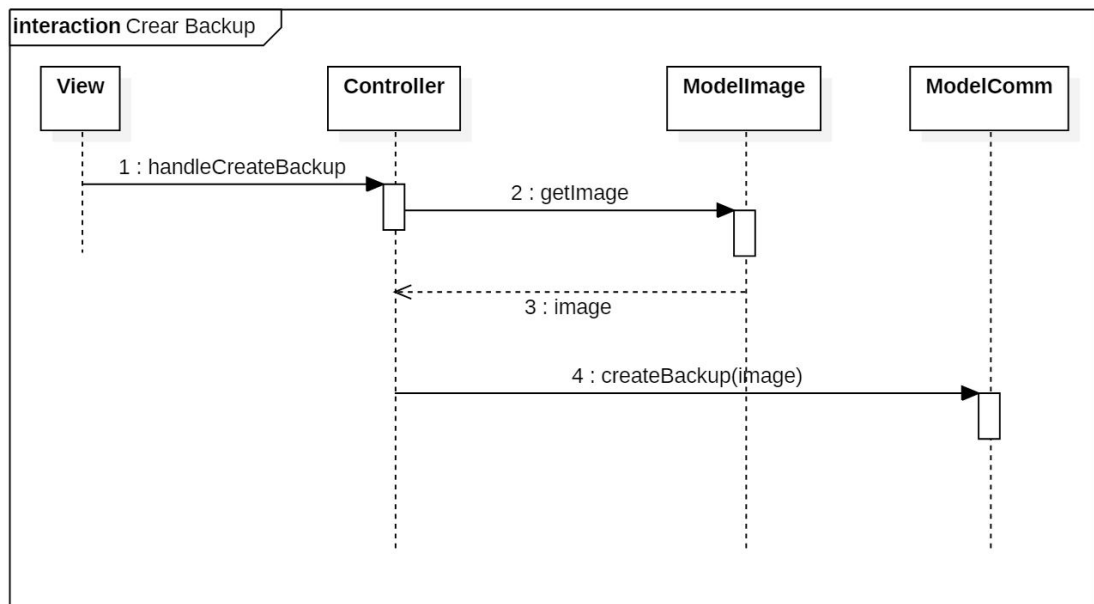 interaction Crear Backup
View
Controller
ModelImage
ModelComm
1 : handleCreateBackup
2 : getImage
3 : image
4 : createBackup(image)